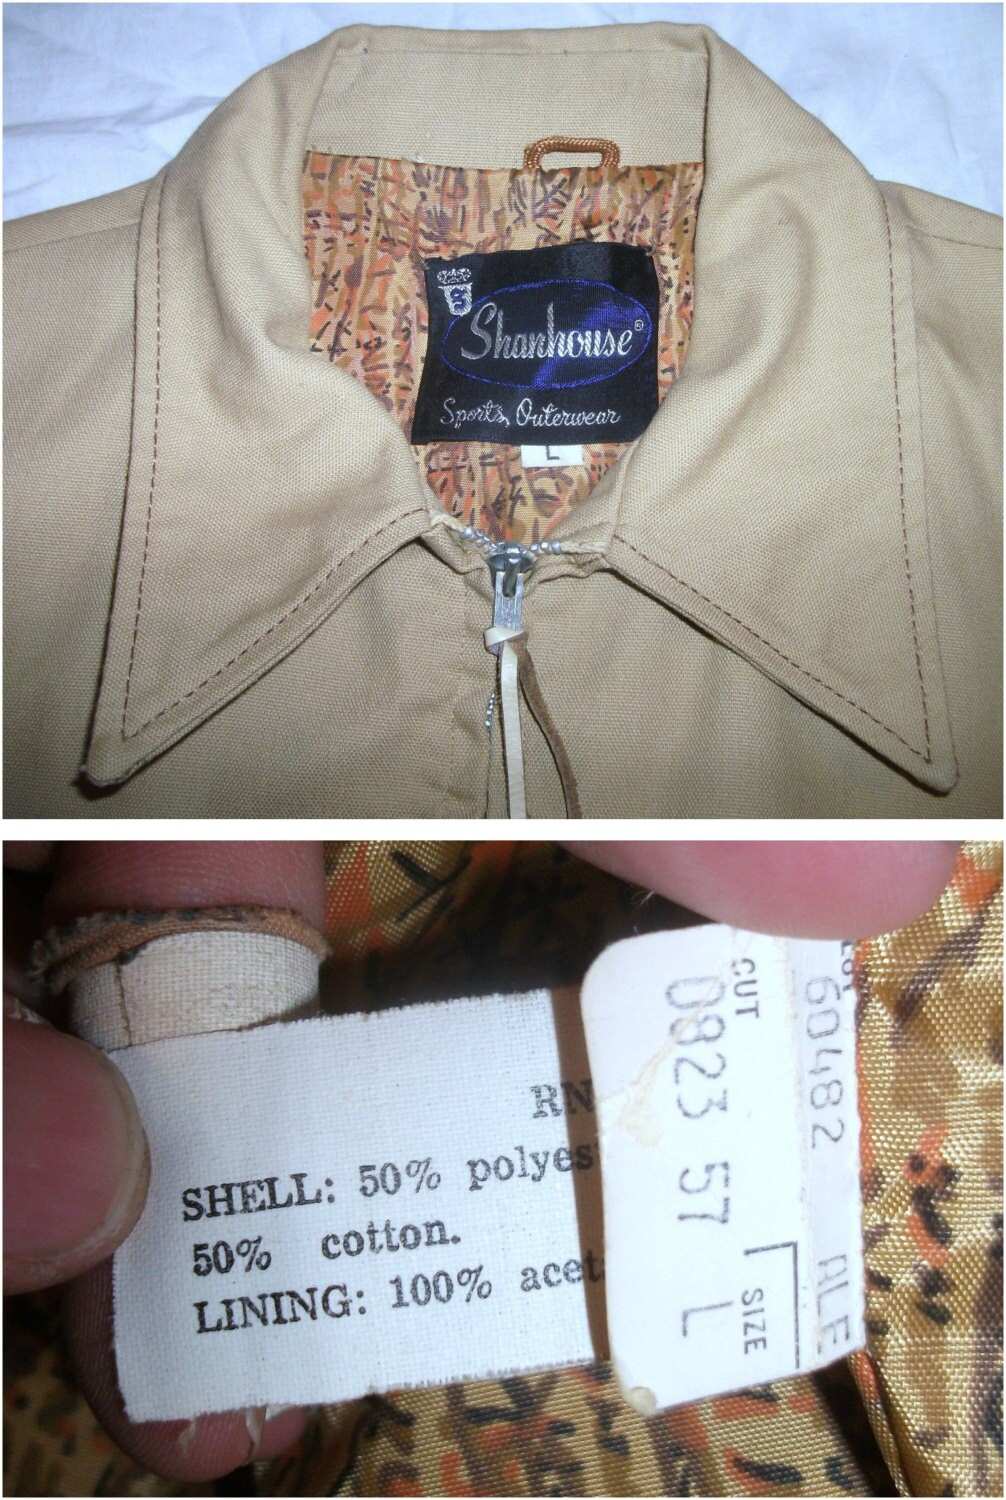 S
Shanhouse®
Sports, Outerwear
L
RN
SHELL: 50% polyes
50% cotton.
LINING: 100% acet
CUT
0823 57
SIZE
L
60482